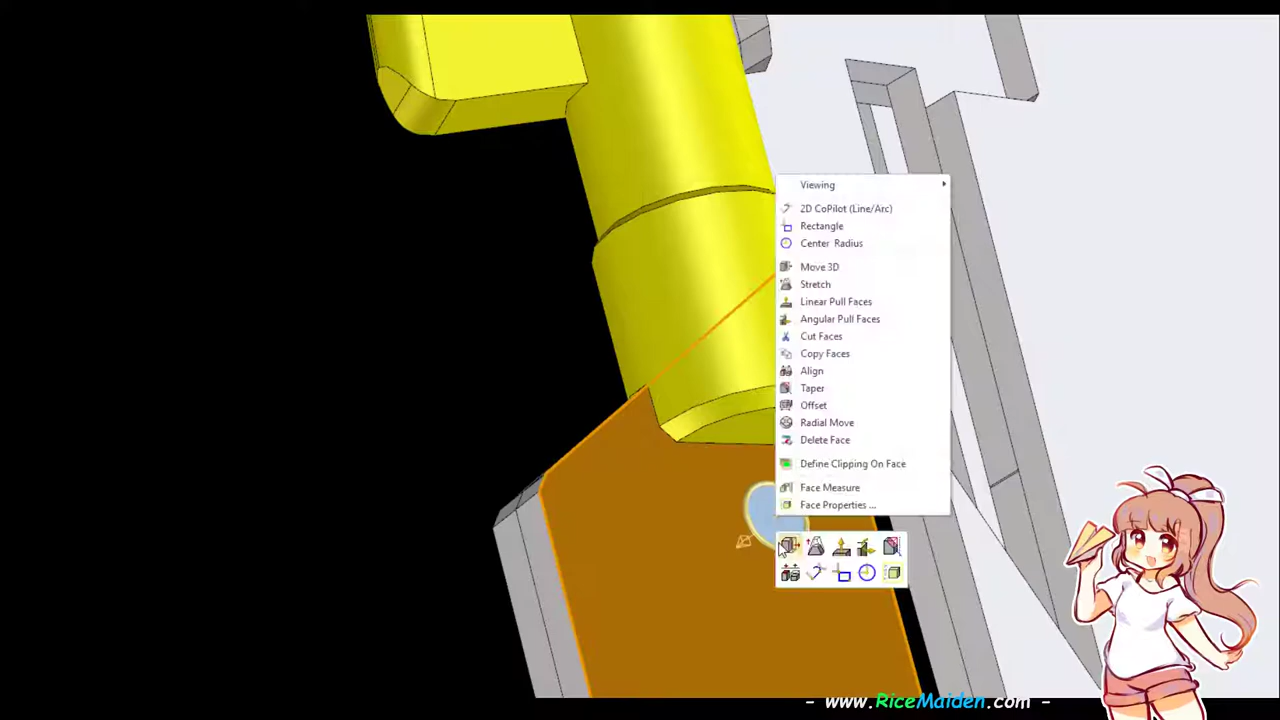 Viewing
2D CoPilot (Line/Arc)
Rectangle
Center Radius
Move 3D
Stretch
Linear Pull Faces
Angular Pull Faces
Cut Faces
Copy Faces
Align
Taper
Offset
Radial Move
Delete Face
Define Clipping On Face
Face Measure
Face Properties ...
- www.RiceMaiden.com -